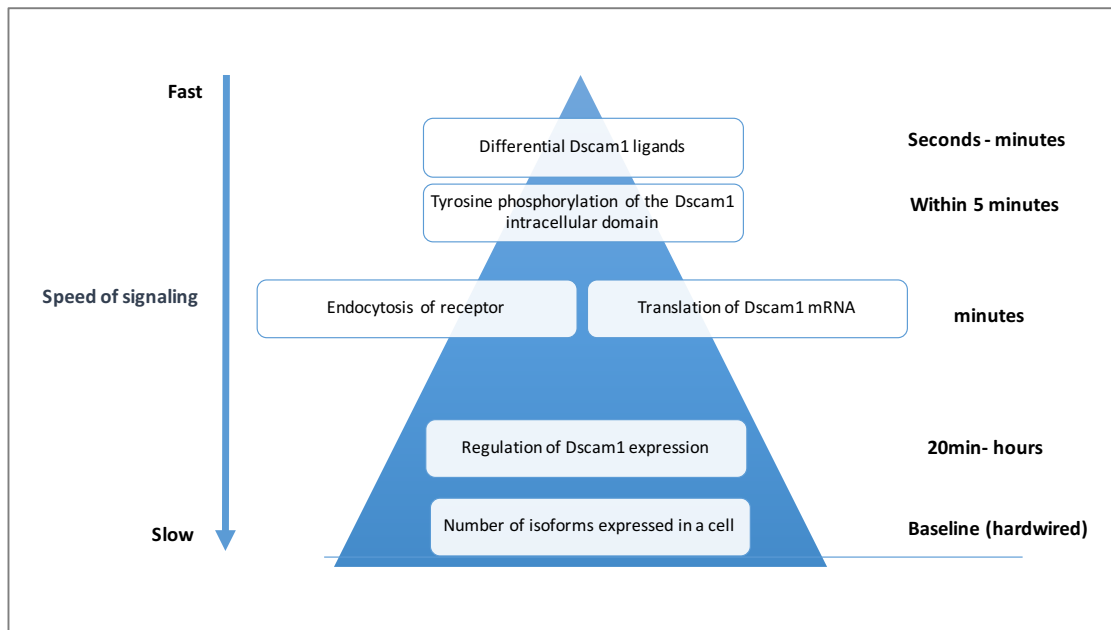 Fast
Differential Dscam1 ligands
Seconds - minutes
Tyrosine phosphorylation of the Dscam1
intracellular domain
Within 5 minutes
Speed of signaling
Endocytosis of receptor
Translation of Dscam1 mRNA
minutes
Regulation of Dscam1 expression
20min- hours
Slow
Number of isoforms expressed in a cell
Baseline (hardwired)